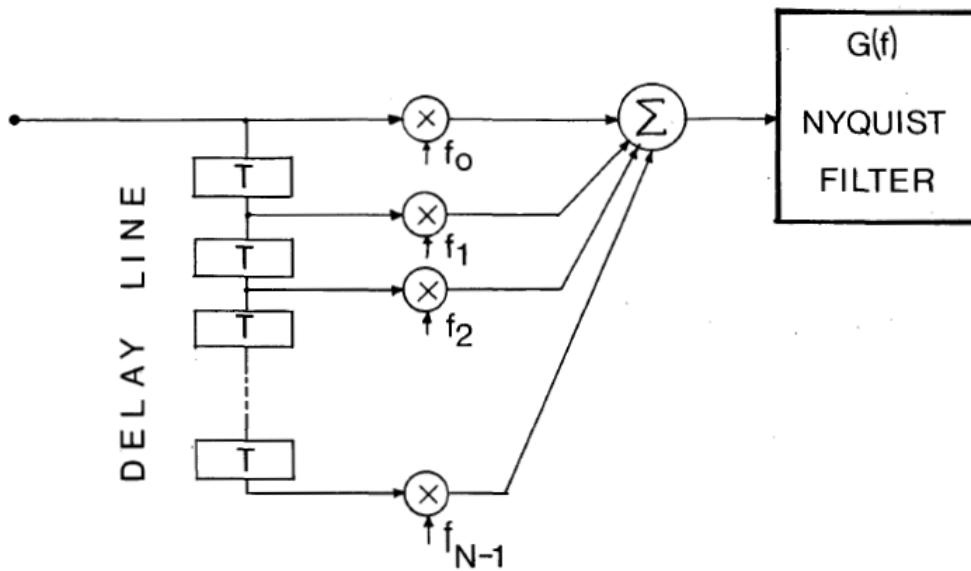 G(f)
NYQUIST
FILTER
Σ
×
f0
T
×
f1
T
×
f2
T
T
×
fN-1
DELAY LINE